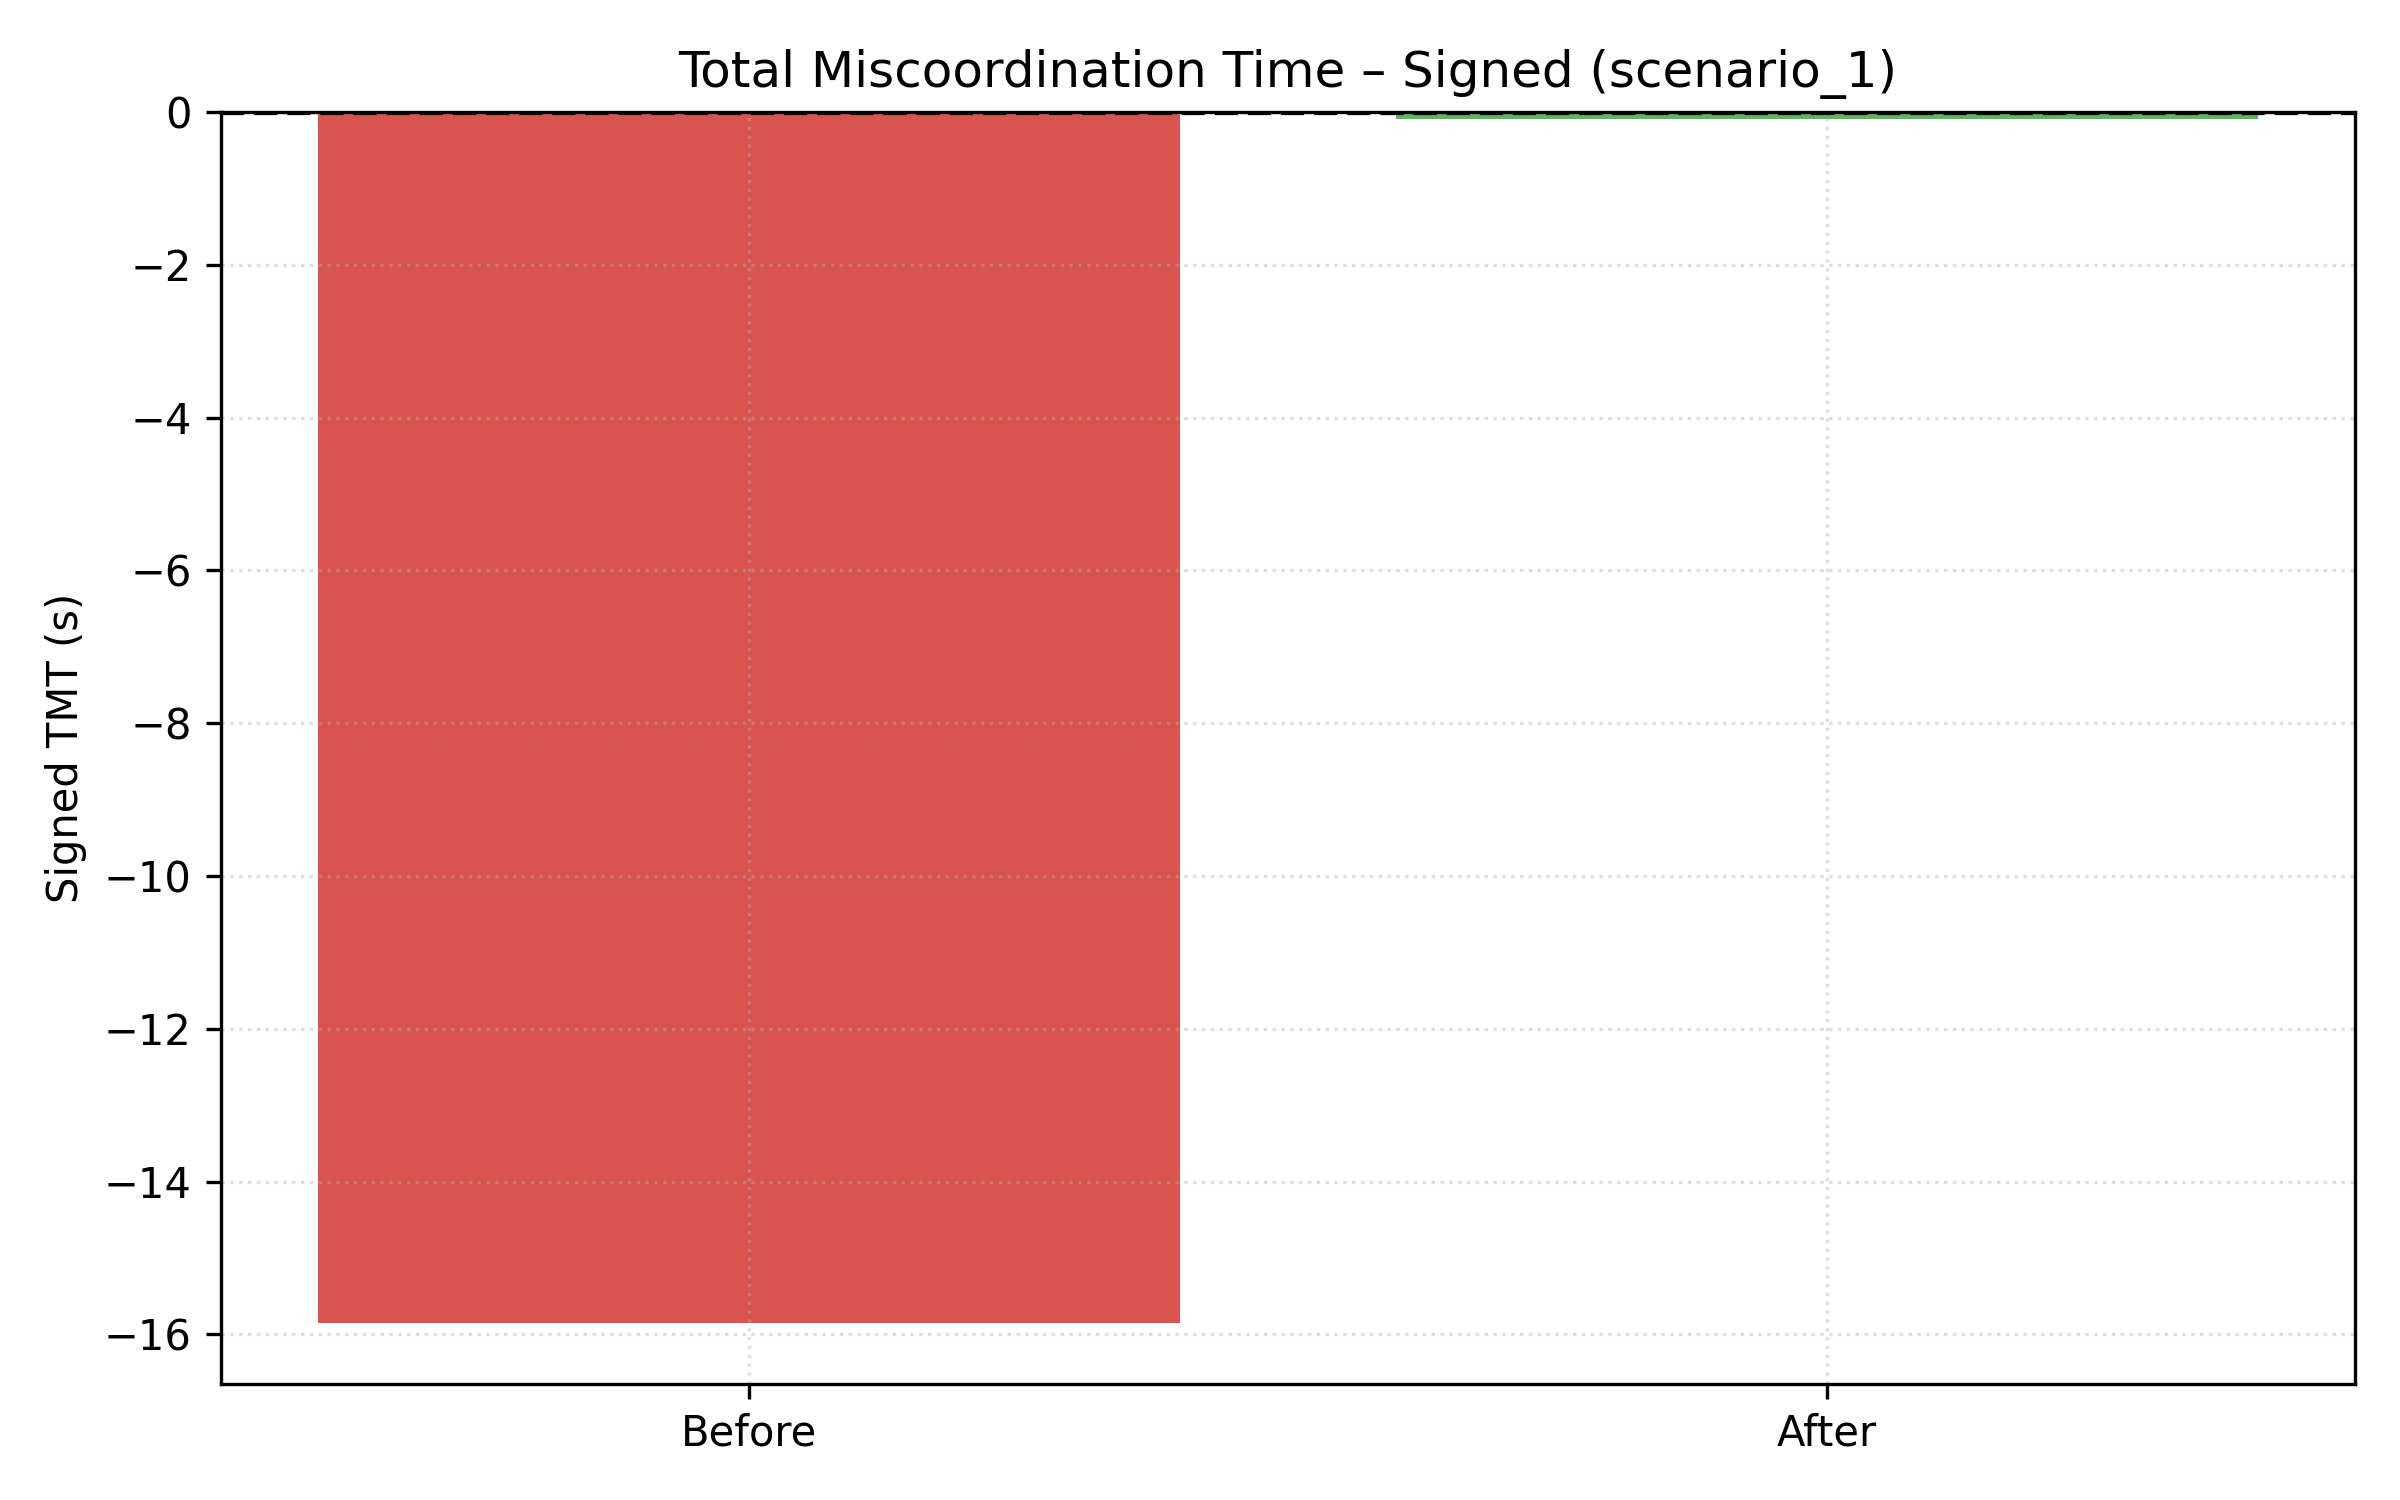 Total Miscoordination Time – Signed (scenario_1)
Signed TMT (s)
0
−2
−4
−6
−8
−10
−12
−14
−16
Before
After